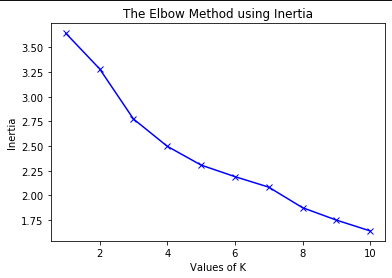 The Elbow Method using Inertia
3.50
3.25
3.00
2.75
2.50
2.25
2.00
1.75
Inertia
2 4 6 8 10
Values of K